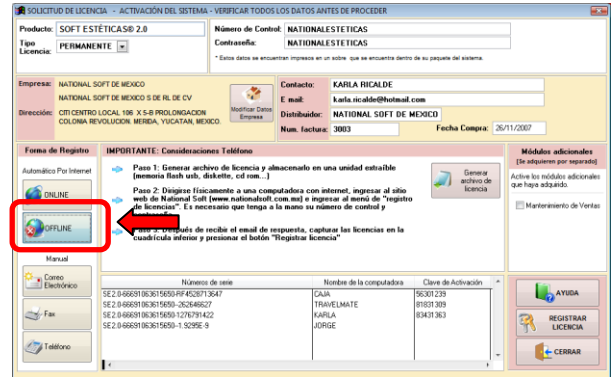 SOLICITUD DE LICENCIA - ACTIVACIÓN DEL SISTEMA - VERIFICAR TODOS LOS DATOS ANTES DE PROCEDER
Producto: SOFT ESTÉTICAS® 2.0
Tipo Licencia: PERMANENTE
Número de Control: NATIONALESTETICAS
Contraseña: NATIONALESTETICAS
* Estos datos se encuentran impresos en un sobre que se encuentra dentro de su paquete del sistema.
Empresa: NATIONAL SOFT DE MEXICO
NATIONAL SOFT DE MEXICO S DE RL DE CV
Dirección: CITI CENTRO LOCAL 106 X 5-B PROLONGACION
COLONIA REVOLUCION. MERIDA, YUCATAN, MEXICO.
Modificar Datos
Empresa
Contacto: KARLA RICALDE
E mail: karla.ricalde@hotmail.com
Distribuidor: NATIONAL SOFT DE MEXICO
Num. factura: 3003
Fecha Compra: 26/11/2007
Forma de Registro
Automático Por Internet
ONLINE
OFFLINE
Manual
Correo
Electrónico
Fax
Teléfono
IMPORTANTE: Consideraciones Teléfono
Paso 1: Generar archivo de licencia y almacenarlo en una unidad extraíble
(memoria flash usb, diskette, cd rom...)
Paso 2: Dirigirse físicamente a una computadora con internet, ingresar al sitio
web de National Soft (www.nationalsoft.com.mx) e ingresar al menú de "registro
de licencias". Es necesario que tenga a la mano su número de control y
contraseña
Paso 3: Después de recibir el email de respuesta, capturar las licencias en la
cuadrícula inferior y presionar el botón "Registrar licencia"
Generar
archivo de
licencia
Módulos adicionales
[Se adquieren por separado]
Active los módulos adicionales
que haya adquirido.
Mantenimiento de Ventas
Números de serie Nombre de la computadora Clave de Activación
SE2.0-66691063615650-RF4528713647 CAJA 56301239
SE2.0-66691063615650-262646627 TRAVELMATE 81831309
SE2.0-66691063615650-1276791422 KARLA 83431363
SE2.0-66691063615650-1.9295E-9 JORGE
AYUDA
REGISTRAR
LICENCIA
CERRAR